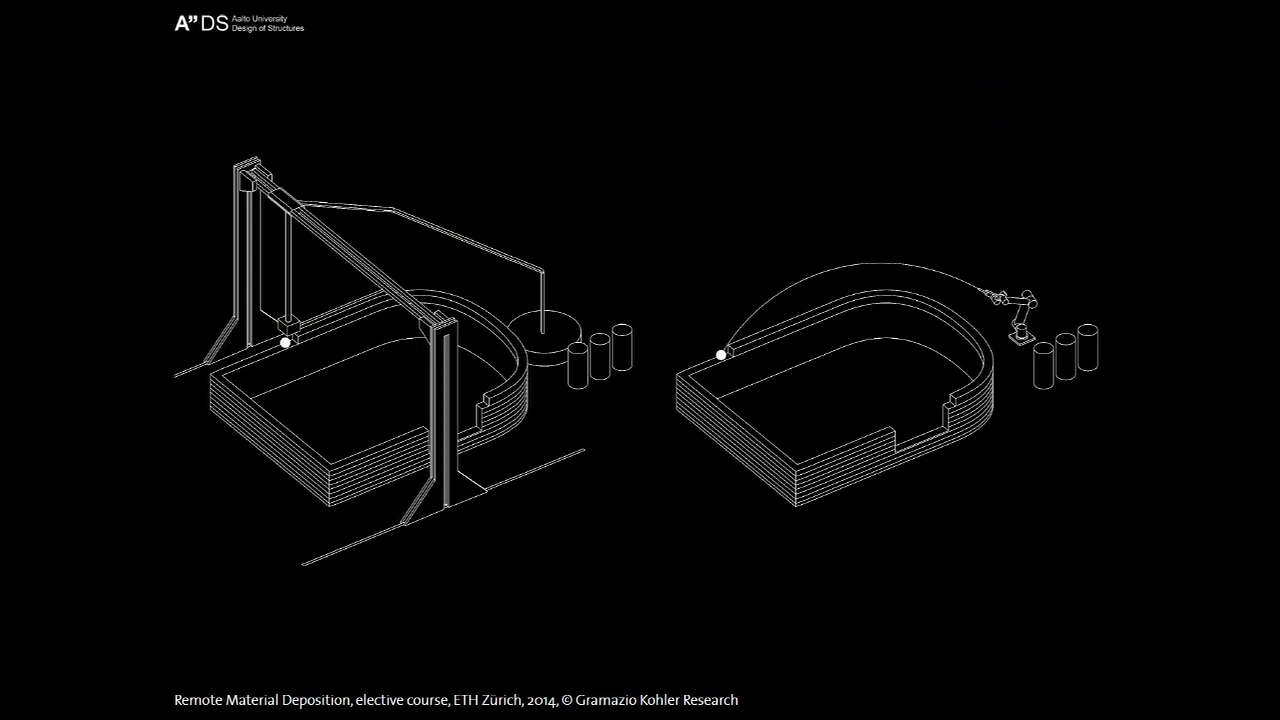 A” DS Aalto University
Design of Structures
Remote Material Deposition, elective course, ETH Zürich, 2014, © Gramazio Kohler Research